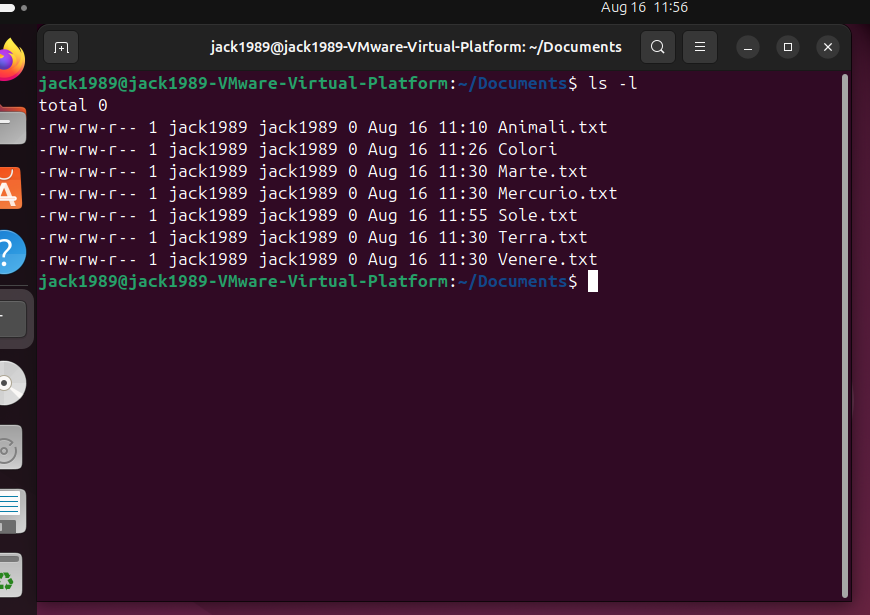 Aug 16 11:56
jack1989@jack1989-VMware-Virtual-Platform: ~/Documents
jack1989@jack1989-VMware-Virtual-Platform:~/Documents$ ls -l
total 0
-rw-rw-r-- 1 jack1989 jack1989 0 Aug 16 11:10 Animali.txt
-rw-rw-r-- 1 jack1989 jack1989 0 Aug 16 11:26 Colori
-rw-rw-r-- 1 jack1989 jack1989 0 Aug 16 11:30 Marte.txt
-rw-rw-r-- 1 jack1989 jack1989 0 Aug 16 11:30 Mercurio.txt
-rw-rw-r-- 1 jack1989 jack1989 0 Aug 16 11:55 Sole.txt
-rw-rw-r-- 1 jack1989 jack1989 0 Aug 16 11:30 Terra.txt
-rw-rw-r-- 1 jack1989 jack1989 0 Aug 16 11:30 Venere.txt
jack1989@jack1989-VMware-Virtual-Platform:~/Documents$